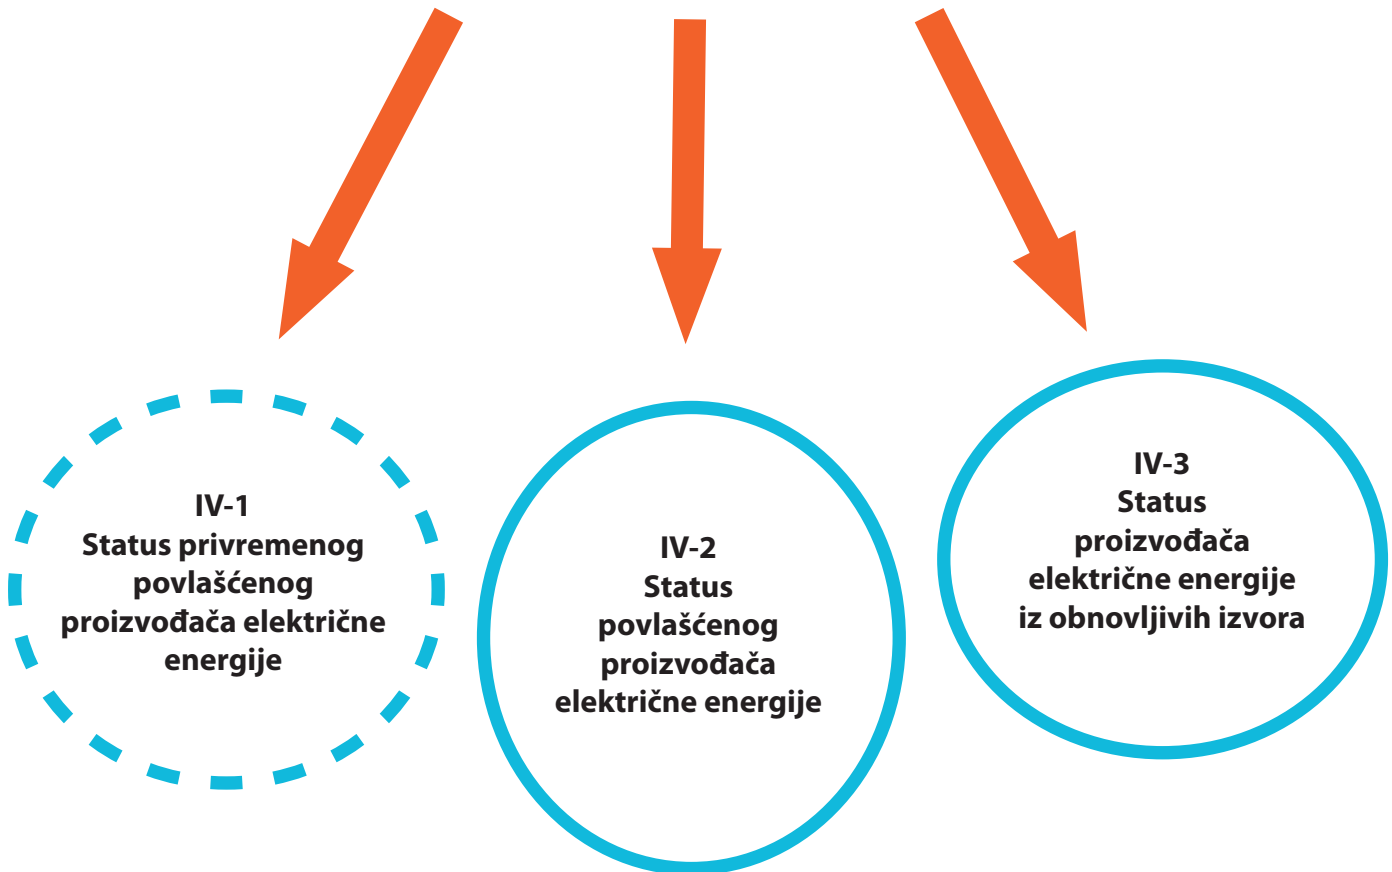 IV-1
Status privremenog
povlašćenog
proizvođača električne
energije
IV-2
Status
povlašćenog
proizvođača
električne energije
IV-3
Status
proizvođača
električne energije
iz obnovljivih izvora